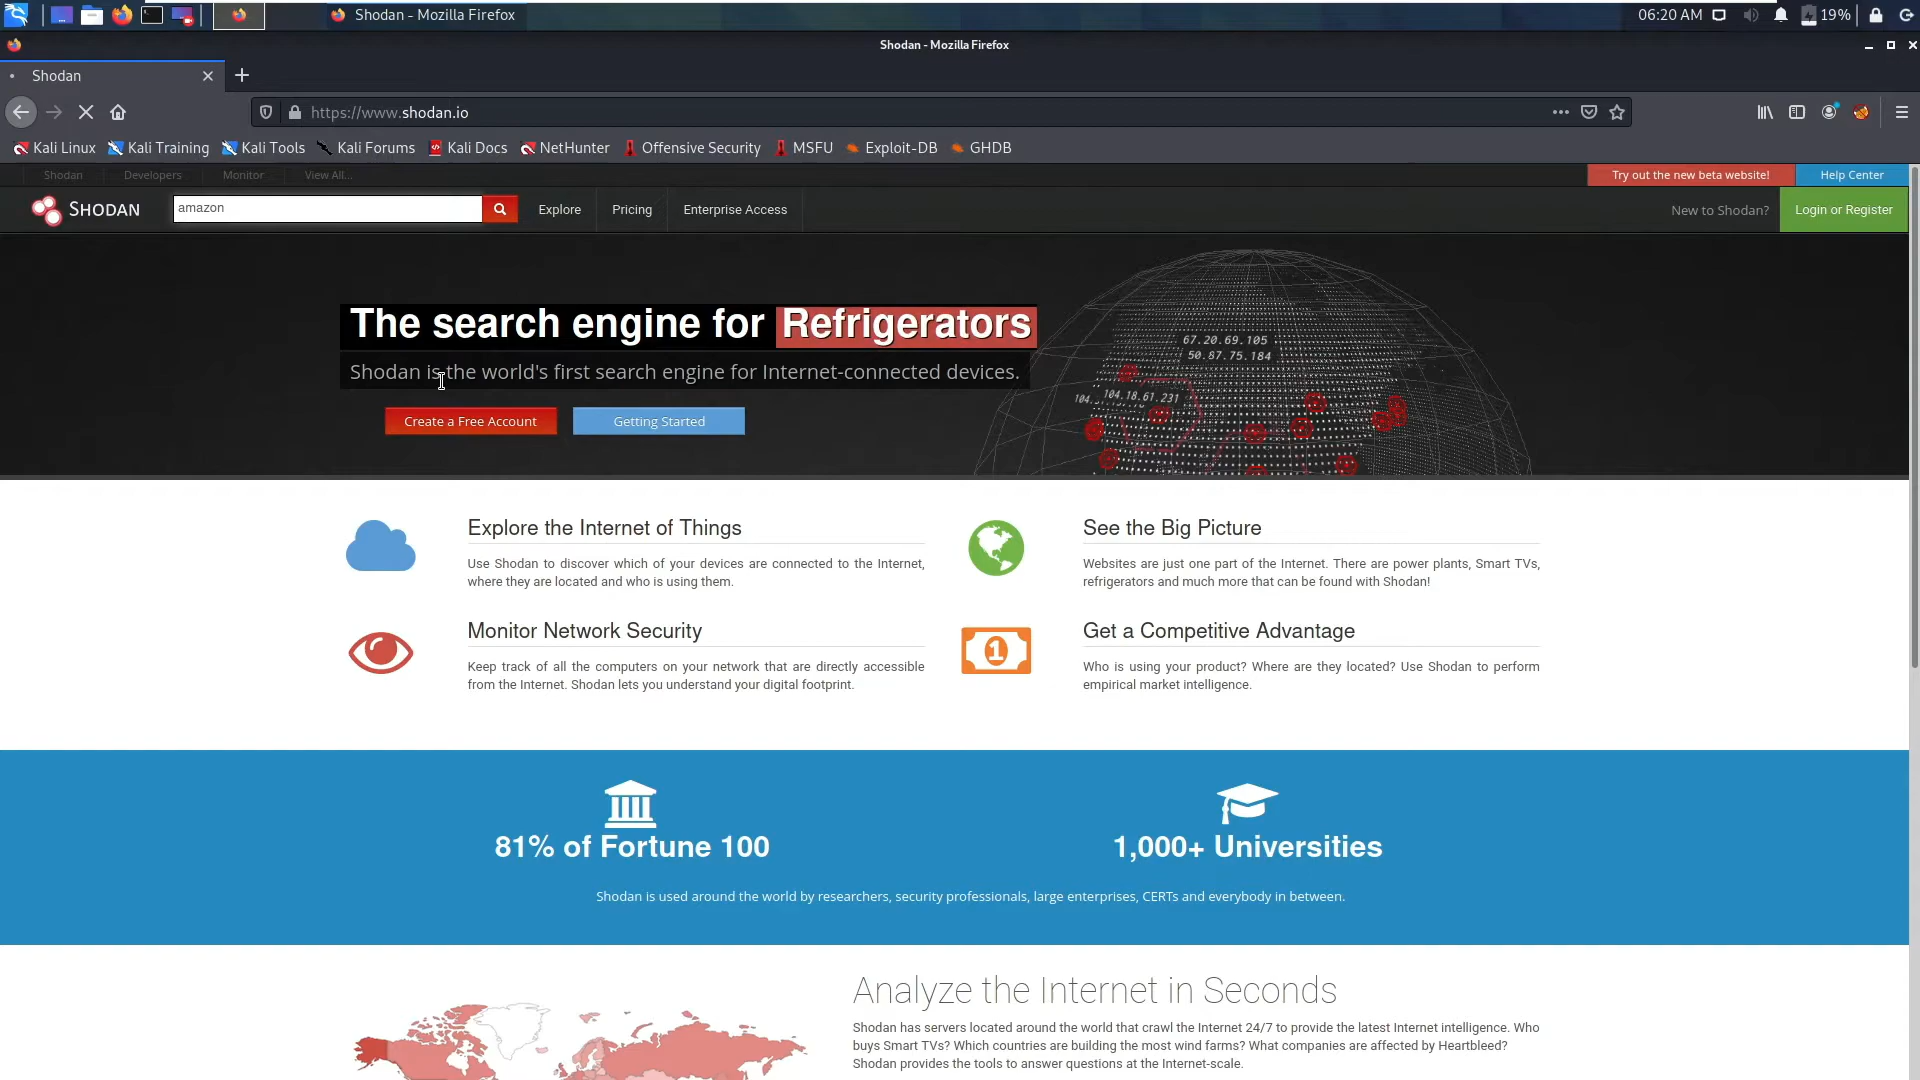 Shodan - Mozilla Firefox
06:20 AM
19%
Shodan - Mozilla Firefox
Shodan
https://www.shodan.io
Kali Linux Kali Training Kali Tools Kali Forums Kali Docs NetHunter Offensive Security MSFU Exploit-DB GHDB
Shodan Developers Monitor View All...
Try out the new beta website! Help Center
SHODAN
amazon
Explore Pricing Enterprise Access
New to Shodan? Login or Register
The search engine for Refrigerators
Shodan is the world's first search engine for Internet-connected devices.
Create a Free Account Getting Started
67.20.69.105
50.87.75.184
104.18.61.231
Explore the Internet of Things
Use Shodan to discover which of your devices are connected to the Internet,
where they are located and who is using them.
See the Big Picture
Websites are just one part of the Internet. There are power plants, Smart TVs,
refrigerators and much more that can be found with Shodan!
Monitor Network Security
Keep track of all the computers on your network that are directly accessible
from the Internet. Shodan lets you understand your digital footprint.
1
Get a Competitive Advantage
Who is using your product? Where are they located? Use Shodan to perform
empirical market intelligence.
81% of Fortune 100
1,000+ Universities
Shodan is used around the world by researchers, security professionals, large enterprises, CERTs and everybody in between.
Analyze the Internet in Seconds
Shodan has servers located around the world that crawl the Internet 24/7 to provide the latest Internet intelligence. Who
buys Smart TVs? Which countries are building the most wind farms? What companies are affected by Heartbleed?
Shodan provides the tools to answer questions at the Internet-scale.